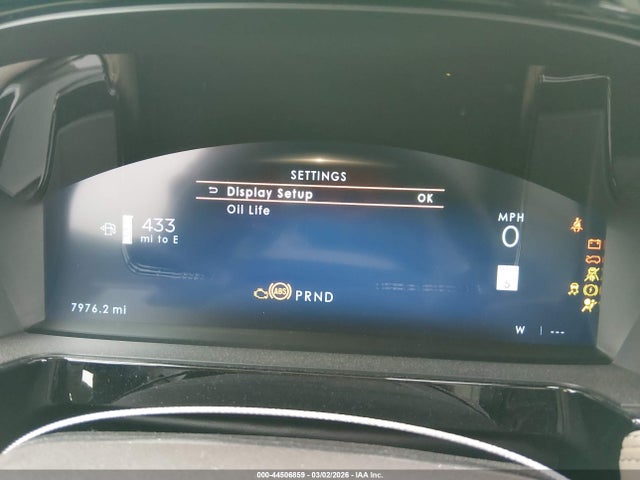 SETTINGS
Display Setup OK
Oil Life
433
mi to E
MPH
0
S
ABS PRND
7976.2 mi
W ---
000-44506859 - 03/02/2026 - IAA Inc.